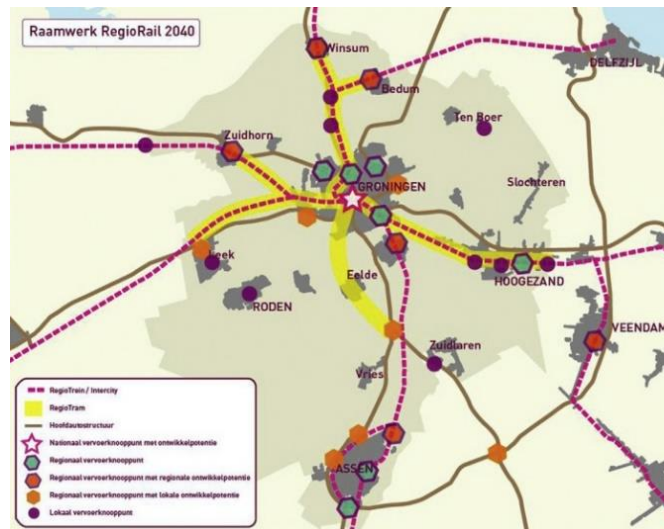 Raamwerk RegioRail 2040
Winsum
DELFZIJL
Bedum
Ten Boer
Zuidhorn
GRONINGEN
Slochteren
Leek
Eelde
HOOGEZAND
RODEN
VEENDAM
Zuidlaren
Vries
ASSEN
RegioTrein / Intercity
RegioTram
Hoofdautostructuur
Nationaal vervoerknooppunt met ontwikkelpotentie
Regionaal vervoerknooppunt
Regionaal vervoerknooppunt met regionale ontwikkelpotentie
Regionaal vervoerknooppunt met lokale ontwikkelpotentie
Lokaal vervoerknooppunt